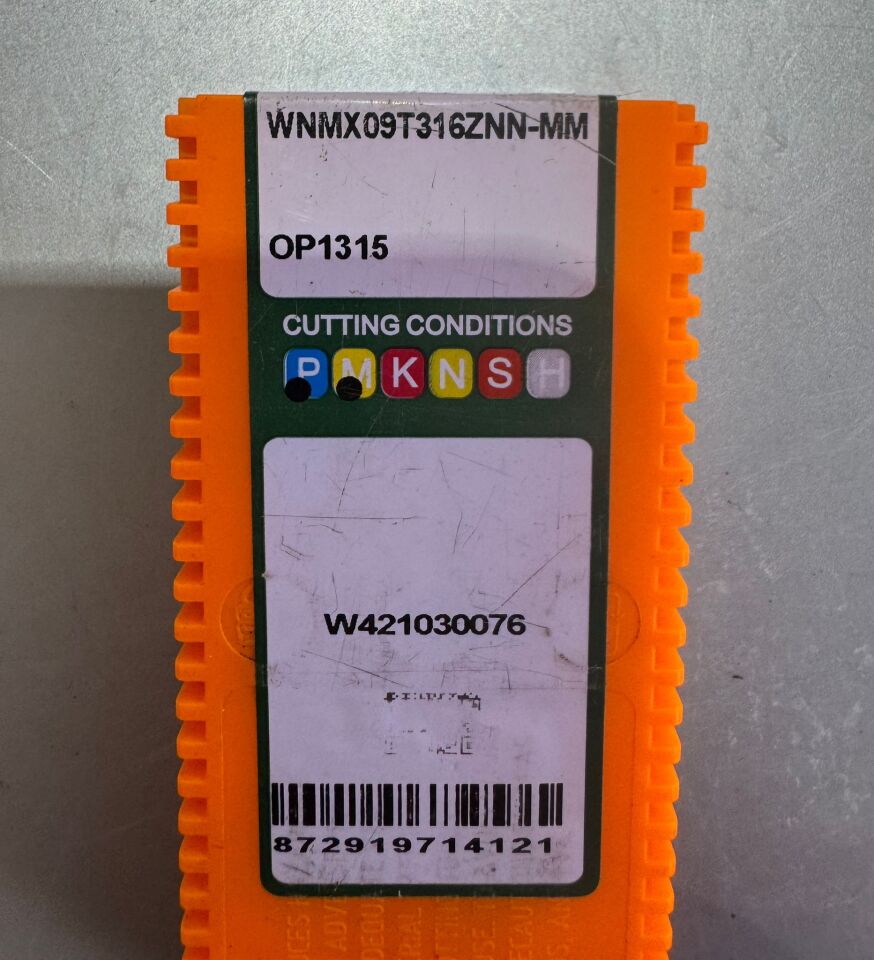 WNMX09T316ZNN-MM
OP1315
CUTTING CONDITIONS
P M K N S H
W421030076
872919714121